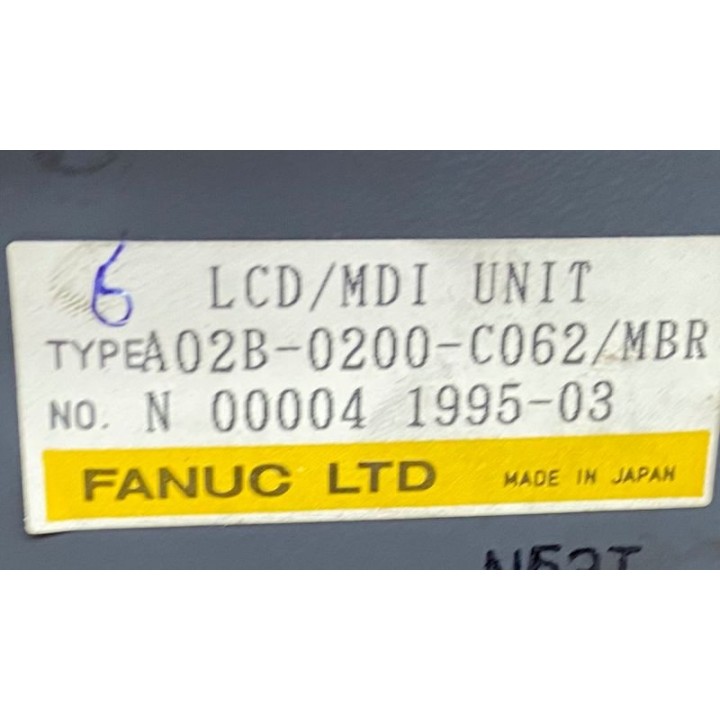 6 LCD/MDI UNIT
TYPE A02B-0200-C062/MBR
NO. N 00004 1995-03
FANUC LTD MADE IN JAPAN